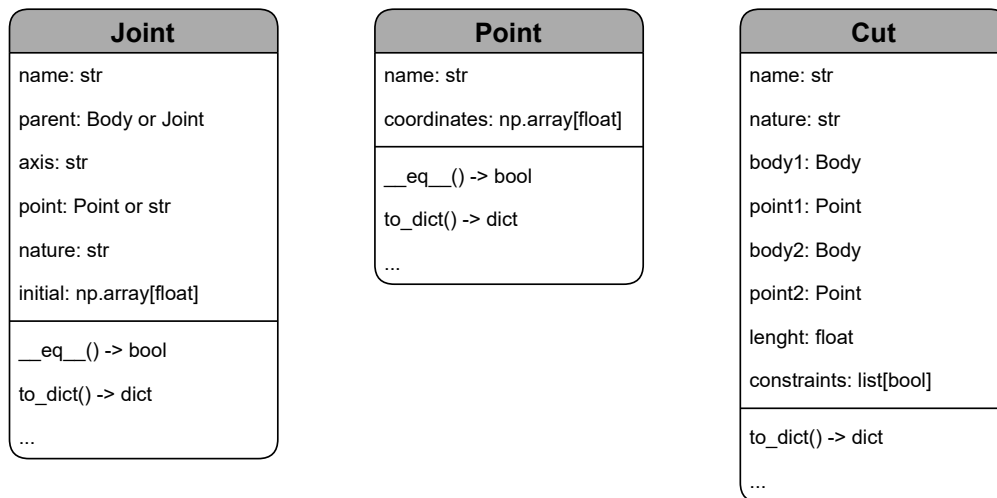 Joint
name: str
parent: Body or Joint
axis: str
point: Point or str
nature: str
initial: np.array[float]
__eq__() -> bool
to_dict() -> dict
...
Point
name: str
coordinates: np.array[float]
__eq__() -> bool
to_dict() -> dict
...
Cut
name: str
nature: str
body1: Body
point1: Point
body2: Body
point2: Point
lenght: float
constraints: list[bool]
to_dict() -> dict
...